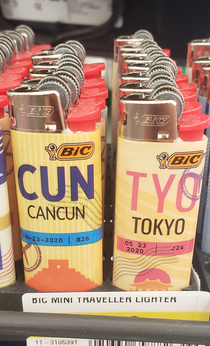 BIC
CUN
CANCUN
05-23-2020 B26
BIC
TYO
TOKYO
05 23 2020 J24
BIC MINI TRAVELLER LIGHTER